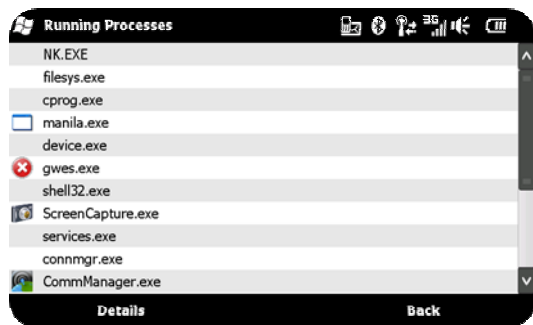 Running Processes
3G
NK.EXE
filesys.exe
cprog.exe
manila.exe
device.exe
gwes.exe
shell32.exe
ScreenCapture.exe
services.exe
connmgr.exe
CommManager.exe
Details
Back